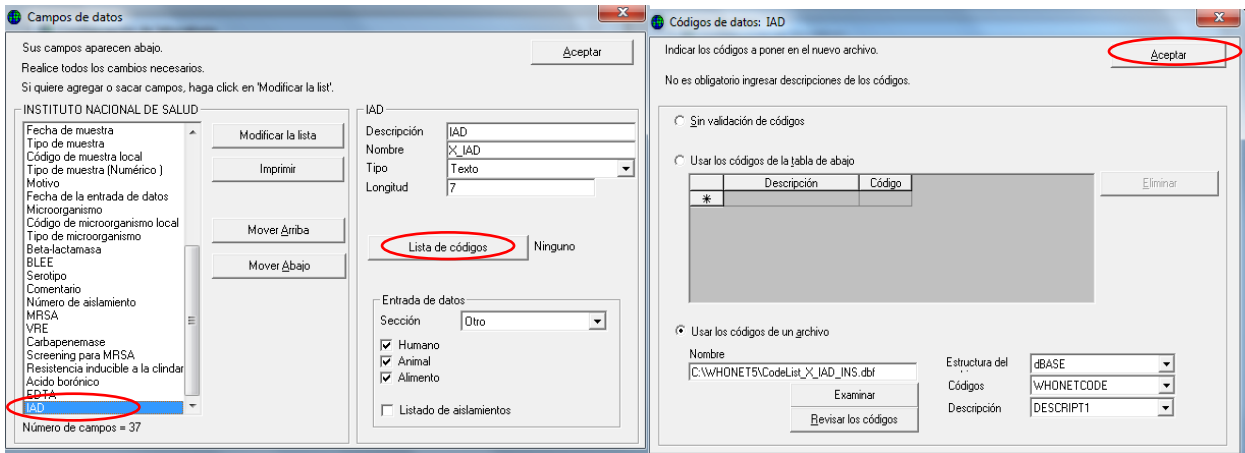 Campos de datos
Sus campos aparecen abajo.
Realice todos los cambios necesarios.
Si quiere agregar o sacar campos, haga click en 'Modificar la list'.
Aceptar
INSTITUTO NACIONAL DE SALUD
Fecha de muestra
Tipo de muestra
Código de muestra local
Tipo de muestra (Numérico )
Motivo
Fecha de la entrada de datos
Microorganismo
Código de microorganismo local
Tipo de microorganismo
Beta-lactamasa
BLEE
Serotipo
Comentario
Número de aislamiento
MRSA
VRE
Carbapenemase
Screening para MRSA
Resistencia inducible a la clindar
Acido borónico
EDTA
IAD
Número de campos = 37
Modificar la lista
Imprimir
Mover Arriba
Mover Abajo
IAD
Descripción IAD
Nombre X_IAD
Tipo Texto
Longitud 7
Lista de códigos Ninguno
Entrada de datos
Sección Otro
Humano
Animal
Alimento
Listado de aislamientos
Códigos de datos: IAD
Indicar los códigos a poner en el nuevo archivo.
Aceptar
No es obligatorio ingresar descripciones de los códigos.
Sin validación de códigos
Usar los códigos de la tabla de abajo
Descripción Código
Eliminar
Usar los códigos de un archivo
Nombre
C:\WHONET5\CodeList_X_IAD_INS.dbf
Examinar
Revisar los códigos
Estructura del
dBASE
Códigos WHONETCODE
Descripción DESCRIPT1